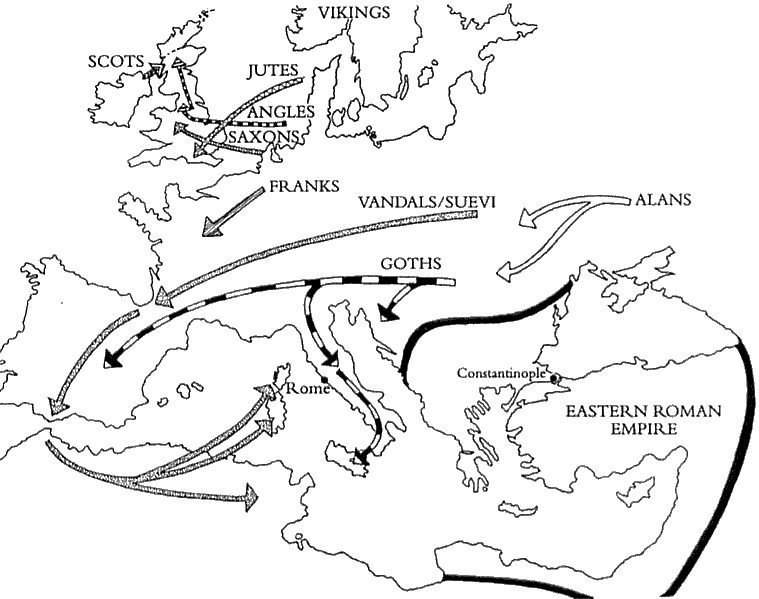 VIKINGS
SCOTS
JUTES
ANGLES
SAXONS
FRANKS
VANDALS/SUEVI
ALANS
GOTHS
Constantinople
Rome
EASTERN ROMAN
EMPIRE